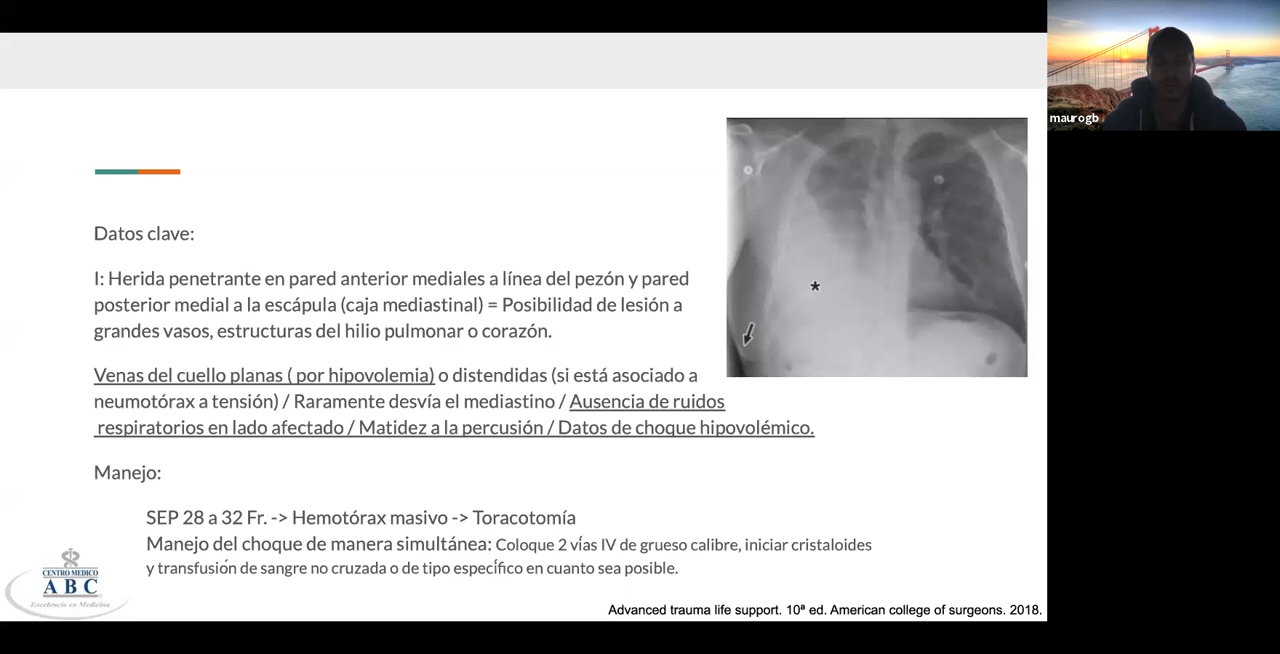 maurogb
Datos clave:
I: Herida penetrante en pared anterior mediales a línea del pezón y pared
posterior medial a la escápula (caja mediastinal) = Posibilidad de lesión a
grandes vasos, estructuras del hilio pulmonar o corazón.
Venas del cuello planas ( por hipovolemia) o distendidas (si está asociado a
neumotórax a tensión) / Raramente desvía el mediastino / Ausencia de ruidos
respiratorios en lado afectado / Matidez a la percusión / Datos de choque hipovolémico.
Manejo:
SEP 28 a 32 Fr. -> Hemotórax masivo -> Toracotomía
Manejo del choque de manera simultánea: Coloque 2 vías IV de grueso calibre, iniciar cristaloides
y transfusión de sangre no cruzada o de tipo específico en cuanto sea posible.
CENTRO MEDICO
ABC
Excelencia en Medicina
Advanced trauma life support. 10ª ed. American college of surgeons. 2018.